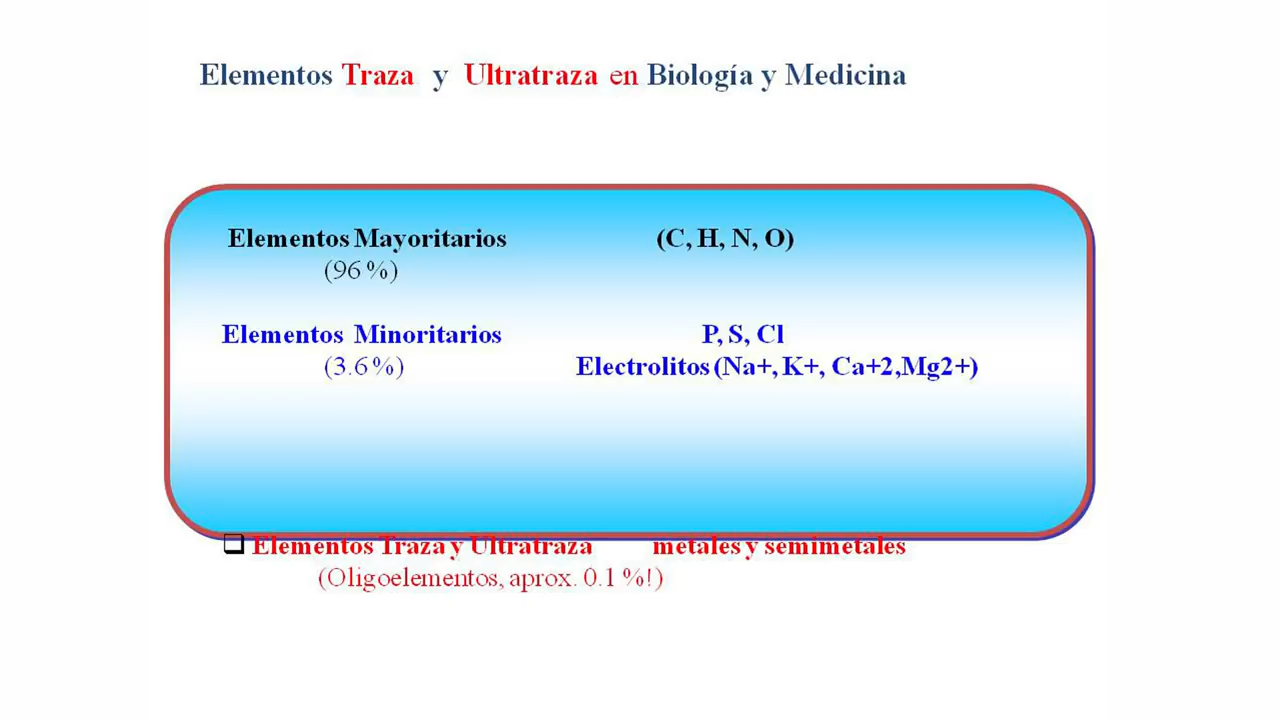 Elementos Traza y Ultratraza en Biología y Medicina
Elementos Mayoritarios (C, H, N, O)
(96 %)
Elementos Minoritarios P, S, Cl
(3.6 %) Electrolitos (Na+, K+, Ca+2,Mg2+)
Elementos Traza y Ultratraza metales y semimetales
(Oligoelementos, aprox. 0.1 %!)